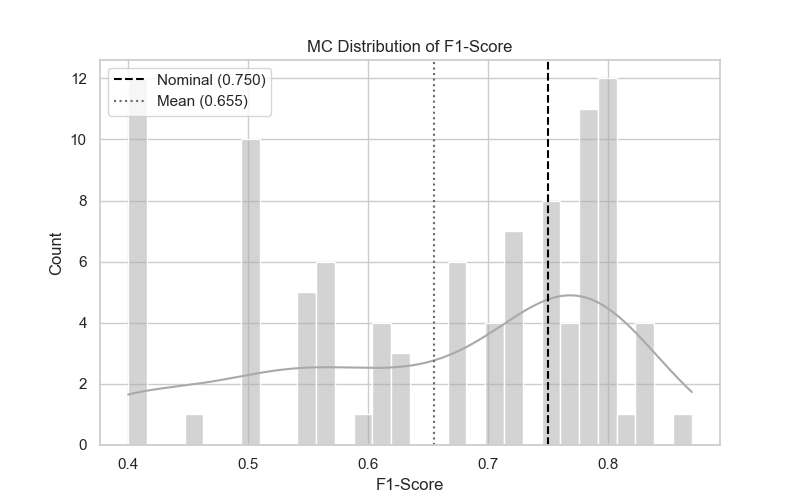 MC Distribution of F1-Score
Nominal (0.750)
Mean (0.655)
Count
12
10
8
6
4
2
0
0.4 0.5 0.6 0.7 0.8
F1-Score